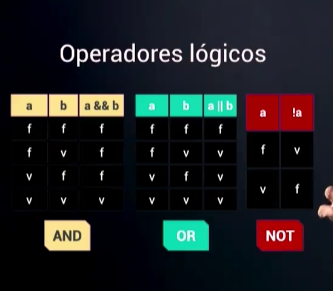 Operadores lógicos
a b a && b
f f f
f v f
v f f
v v v
AND
a b a || b
f f f
f v v
v f v
v v v
OR
a !a
f v
v f
NOT